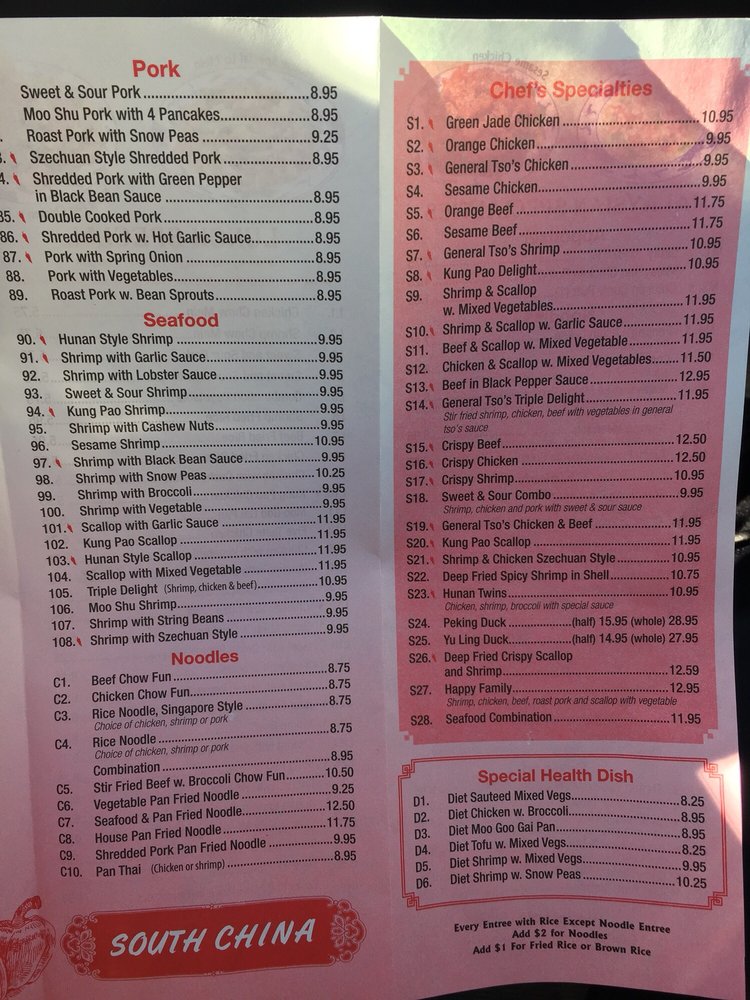 Pork
Sweet & Sour Pork 8.95
Moo Shu Pork with 4 Pancakes 8.95
Roast Pork with Snow Peas 9.25
Szechuan Style Shredded Pork 8.95
4. Shredded Pork with Green Pepper
in Black Bean Sauce 8.95
85. Double Cooked Pork 8.95
86. Shredded Pork w. Hot Garlic Sauce 8.95
87. Pork with Spring Onion 8.95
88. Pork with Vegetables 8.95
89. Roast Pork w. Bean Sprouts 8.95
Seafood
90. Hunan Style Shrimp 9.95
91. Shrimp with Garlic Sauce 9.95
92. Shrimp with Lobster Sauce 9.95
93. Sweet & Sour Shrimp 9.95
94. Kung Pao Shrimp 9.95
95. Shrimp with Cashew Nuts 9.95
96. Sesame Shrimp 10.95
97. Shrimp with Black Bean Sauce 9.95
98. Shrimp with Snow Peas 10.25
99. Shrimp with Broccoli 9.95
100. Shrimp with Vegetable 9.95
101. Scallop with Garlic Sauce 11.95
102. Kung Pao Scallop 11.95
103. Hunan Style Scallop 11.95
104. Scallop with Mixed Vegetable 11.95
105. Triple Delight (Shrimp, chicken & beef) 10.95
106. Moo Shu Shrimp 9.95
107. Shrimp with String Beans 9.95
108. Shrimp with Szechuan Style 9.95
Noodles
C1. Beef Chow Fun 8.75
C2. Chicken Chow Fun 8.75
C3. Rice Noodle, Singapore Style 8.75
Choice of chicken, shrimp or pork
C4. Rice Noodle 8.75
Choice of chicken, shrimp or pork
Combination 8.95
C5. Stir Fried Beef w. Broccoli Chow Fun 10.50
C6. Vegetable Pan Fried Noodle 9.25
C7. Seafood & Pan Fried Noodle 12.50
C8. House Pan Fried Noodle 11.75
C9. Shredded Pork Pan Fried Noodle 9.95
C10. Pan Thai (Chicken or shrimp) 8.95
SOUTH CHINA
Sesame Chicken
Chef's Specialties
S1. Green Jade Chicken 10.95
S2. Orange Chicken 9.95
S3. General Tso's Chicken 9.95
S4. Sesame Chicken 9.95
S5. Orange Beef 11.75
S6. Sesame Beef 11.75
S7. General Tso's Shrimp 10.95
S8. Kung Pao Delight 10.95
S9. Shrimp & Scallop
w. Mixed Vegetables 11.95
S10. Shrimp & Scallop w. Garlic Sauce 11.95
S11. Beef & Scallop w. Mixed Vegetable 11.95
S12. Chicken & Scallop w. Mixed Vegetables 11.50
S13. Beef in Black Pepper Sauce 12.95
S14. General Tso's Triple Delight 11.95
Stir fried shrimp, chicken, beef with vegetables in general
tso's sauce
S15. Crispy Beef 12.50
S16. Crispy Chicken 12.50
S17. Crispy Shrimp 10.95
S18. Sweet & Sour Combo 9.95
Shrimp, chicken and pork with sweet & sour sauce
S19. General Tso's Chicken & Beef 11.95
S20. Kung Pao Scallop 11.95
S21. Shrimp & Chicken Szechuan Style 10.95
S22. Deep Fried Spicy Shrimp in Shell 10.75
S23. Hunan Twins 10.95
Chicken, shrimp, broccoli with special sauce
S24. Peking Duck (half) 15.95 (whole) 28.95
S25. Yu Ling Duck (half) 14.95 (whole) 27.95
S26. Deep Fried Crispy Scallop
and Shrimp 12.59
S27. Happy Family 12.95
Shrimp, chicken, beef, roast pork and scallop with vegetable
S28. Seafood Combination 11.95
Special Health Dish
D1. Diet Sauteed Mixed Vegs 8.25
D2. Diet Chicken w. Broccoli 8.95
D3. Diet Moo Goo Gai Pan 8.95
D4. Diet Tofu w. Mixed Vegs 8.25
D5. Diet Shrimp w. Mixed Vegs 9.95
D6. Diet Shrimp w. Snow Peas 10.25
Every Entree with Rice Except Noodle Entree
Add $2 for Noodles
Add $1 For Fried Rice or Brown Rice